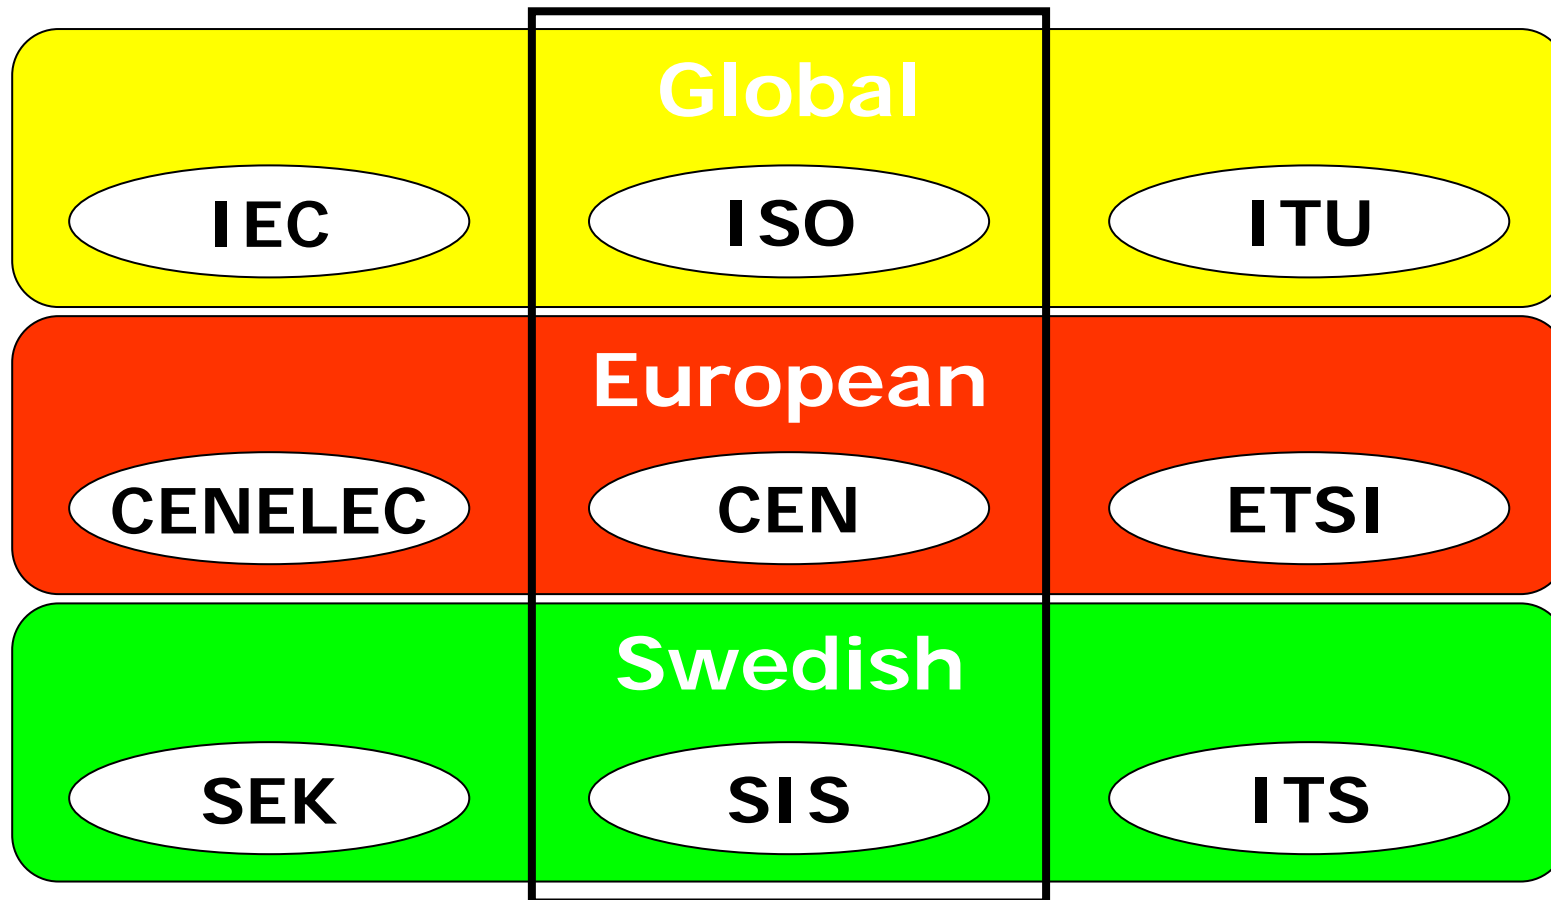 Global
IEC ISO ITU
European
CENELEC CEN ETSI
Swedish
SEK SIS ITS